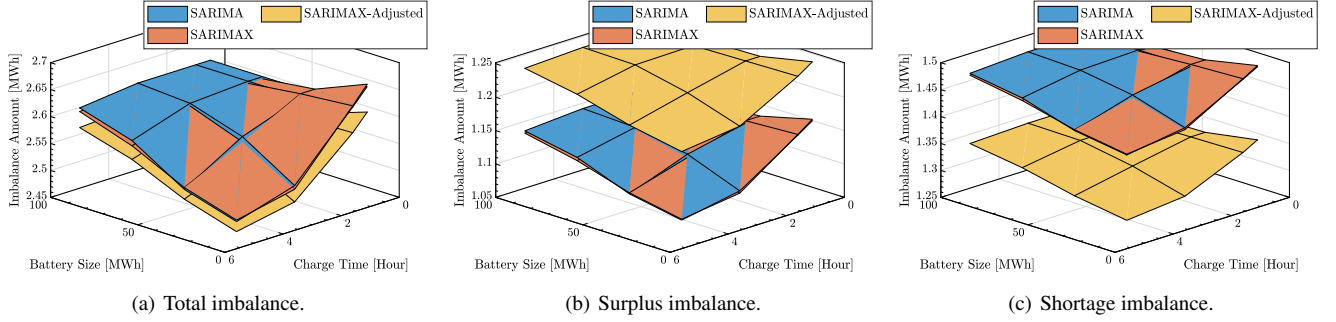 SARIMA
SARIMAX-Adjusted
SARIMAX
Imbalance Amount [MWh]
2.7
2.65
2.6
2.55
2.5
2.45
100
50
0
6
4
2
0
Battery Size [MWh]
Charge Time [Hour]
(a) Total imbalance.
SARIMA
SARIMAX-Adjusted
SARIMAX
Imbalance Amount [MWh]
1.25
1.2
1.15
1.1
1.05
100
50
0
6
4
2
0
Battery Size [MWh]
Charge Time [Hour]
(b) Surplus imbalance.
SARIMA
SARIMAX-Adjusted
SARIMAX
Imbalance Amount [MWh]
1.5
1.45
1.4
1.35
1.3
1.25
100
50
0
6
4
2
0
Battery Size [MWh]
Charge Time [Hour]
(c) Shortage imbalance.